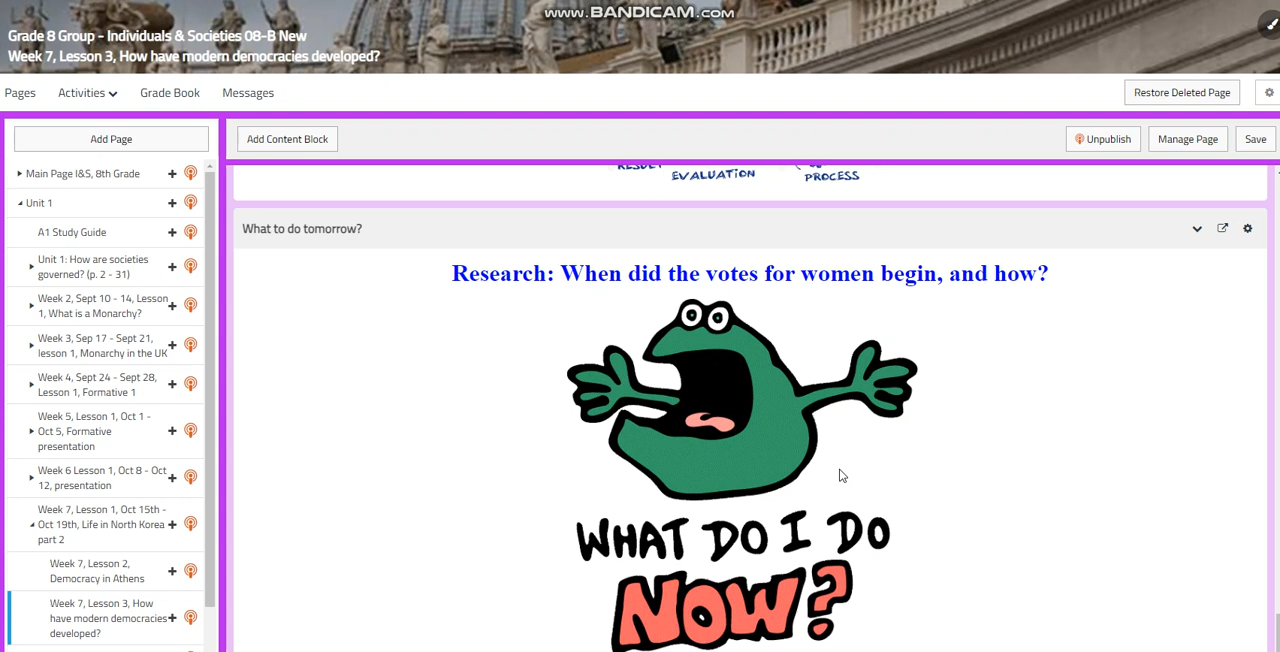 www.BANDICAM.com
Grade 8 Group - Individuals & Societies 08-B New
Week 7, Lesson 3, How have modern democracies developed?
Pages
Activities
Grade Book
Messages
Restore Deleted Page
Add Page
Add Content Block
Unpublish
Manage Page
Save
Main Page I&S, 8th Grade
Unit 1
A1 Study Guide
Unit 1: How are societies
governed? (p. 2 - 31)
Week 2, Sept 10 - 14, Lesson
1, What is a Monarchy?
Week 3, Sep 17 - Sept 21,
lesson 1, Monarchy in the UK
Week 4, Sept 24 - Sept 28,
Lesson 1, Formative 1
Week 5, Lesson 1, Oct 1 -
Oct 5, Formative
presentation
Week 6 Lesson 1, Oct 8 - Oct
12, presentation
Week 7, Lesson 1, Oct 15th -
Oct 19th, Life in North Korea
part 2
Week 7, Lesson 2,
Democracy in Athens
Week 7, Lesson 3, How
have modern democracies
developed?
RESULT
EVALUATION
PROCESS
What to do tomorrow?
Research: When did the votes for women begin, and how?
WHAT DO I DO
NOW?